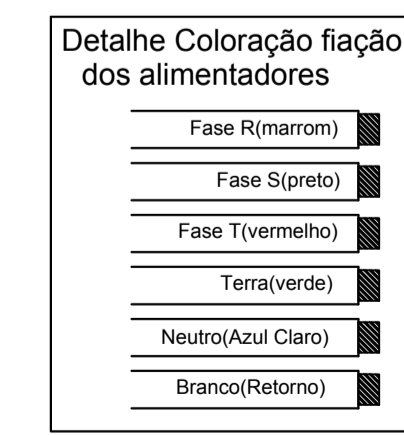 Detalhe Coloração fiação
dos alimentadores
Fase R(marrom)
Fase S(preto)
Fase T(vermelho)
Terra(verde)
Neutro(Azul Claro)
Branco(Retorno)